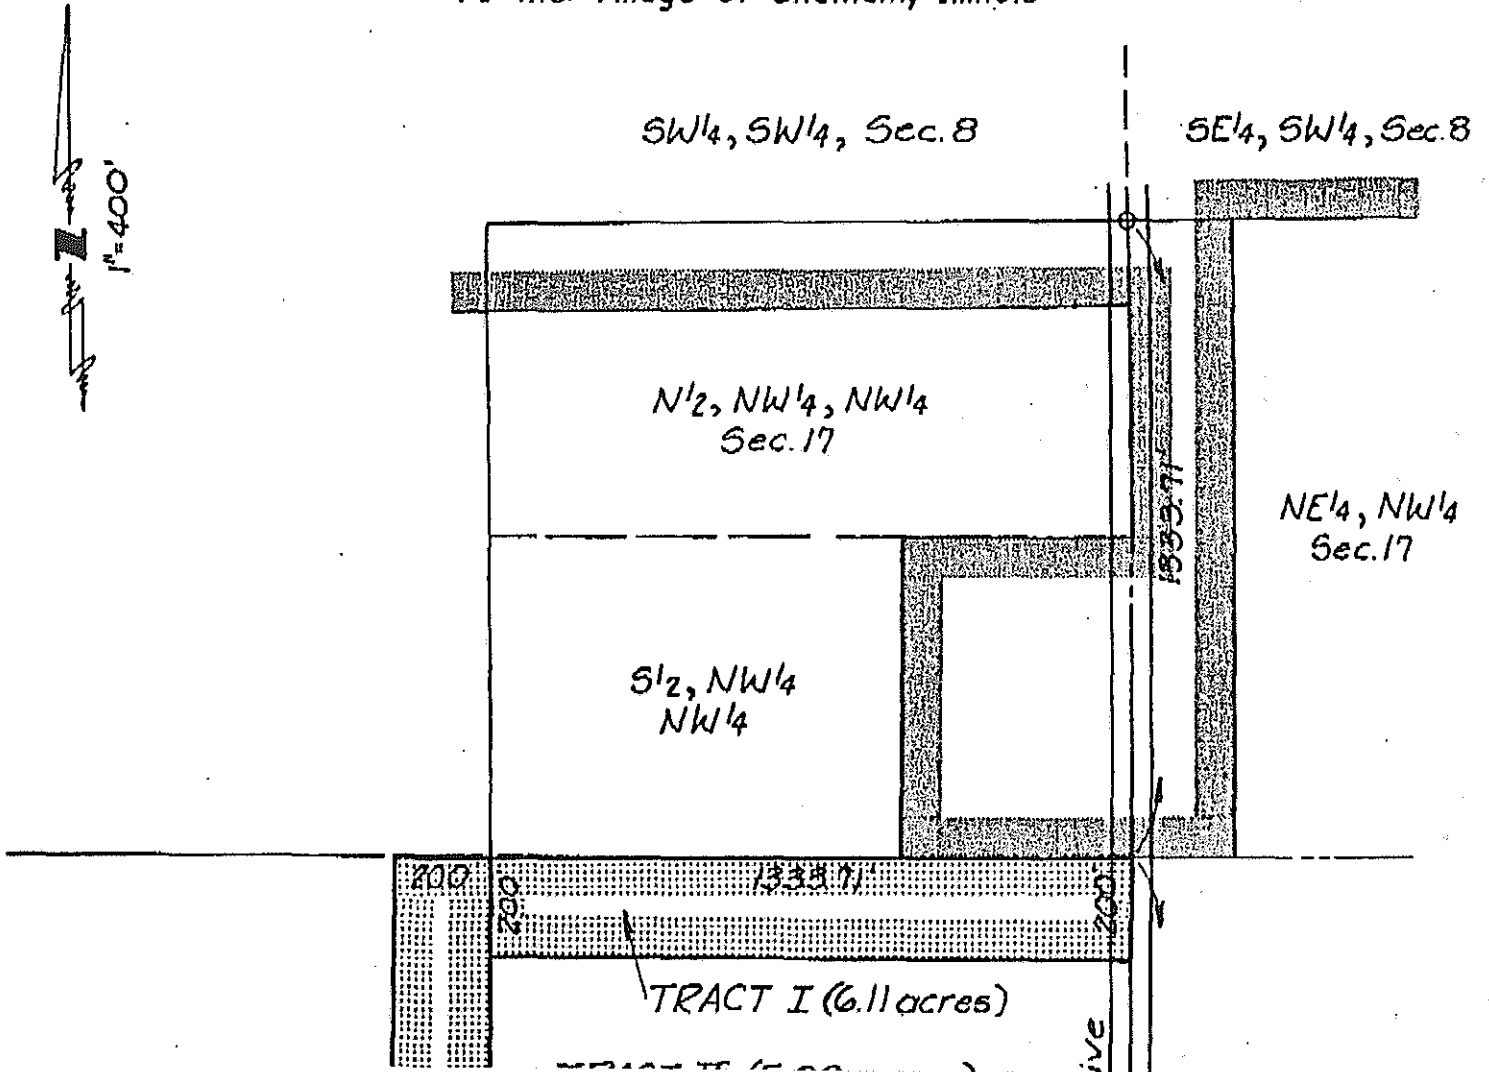 SW1/4, SW1/4, Sec. 8
SE1/4, SW1/4, Sec. 8
N
1"=400'
N1/2, NW1/4, NW1/4
Sec. 17
1333.71'
NE1/4, NW1/4
Sec. 17
S1/2, NW1/4
NW1/4
200'
1333.71'
200'
200'
TRACT I (6.11 acres)